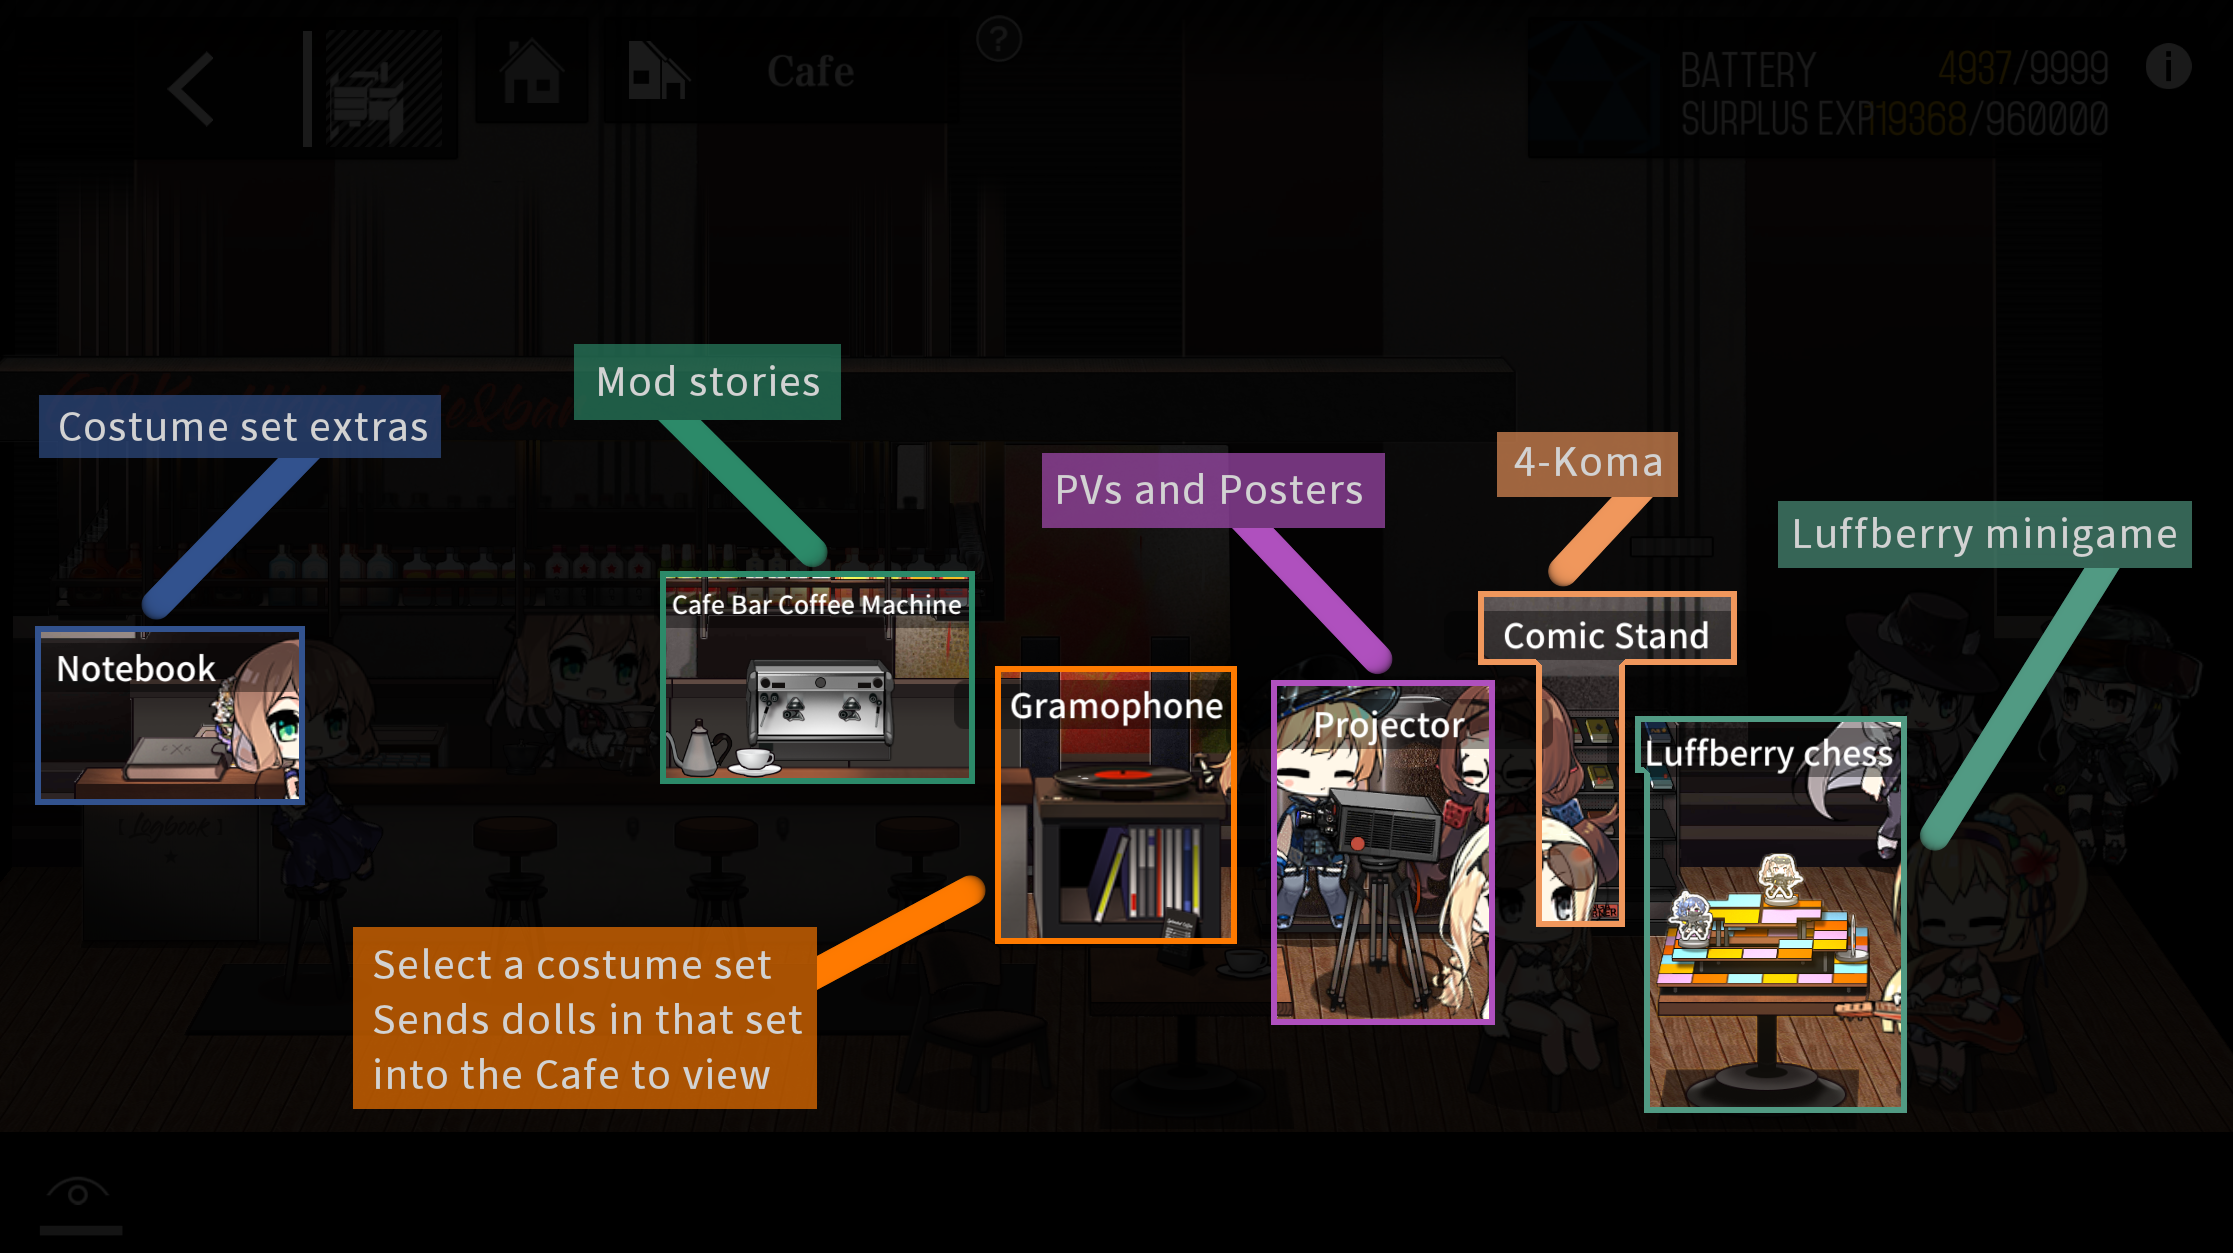 Cafe
?
BATTERY 4937/9999
SURPLUS EXP 119368/960000
i
Costume set extras
Mod stories
PVs and Posters
4-Koma
Luffberry minigame
Notebook
Cafe Bar Coffee Machine
Gramophone
Projector
Comic Stand
Luffberry chess
Logbook
Select a costume set
Sends dolls in that set
into the Cafe to view